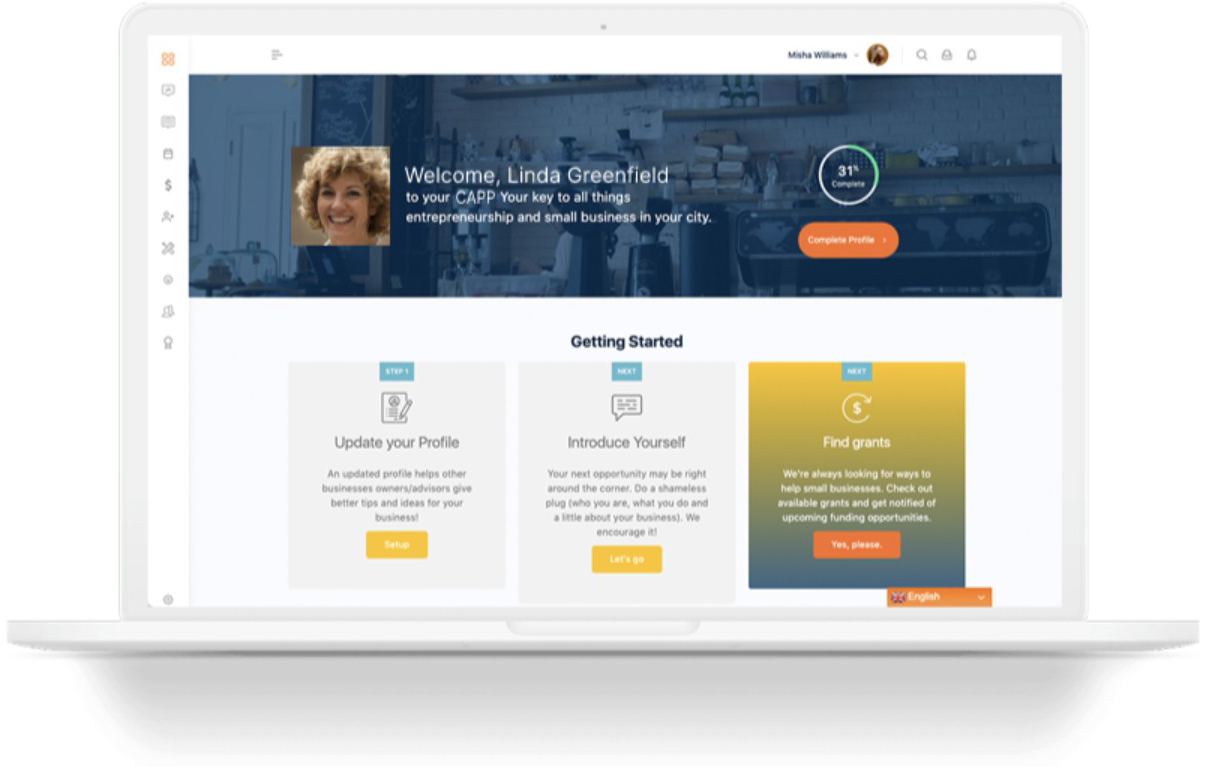 Misha Williams
Welcome, Linda Greenfield
to your CAPP Your key to all things
entrepreneurship and small business in your city.
31%
Complete
Complete Profile
Getting Started
STEP 1
Update your Profile
An updated profile helps other
businesses owners/advisors give
better tips and ideas for your
business!
Setup
NEXT
Introduce Yourself
Your next opportunity may be right
around the corner. Do a shameless
plug (who you are, what you do and
a little about your business). We
encourage it!
Let's go
NEXT
Find grants
We're always looking for ways to
help small businesses. Check out
available grants and get notified of
upcoming funding opportunities.
Yes, please.
English